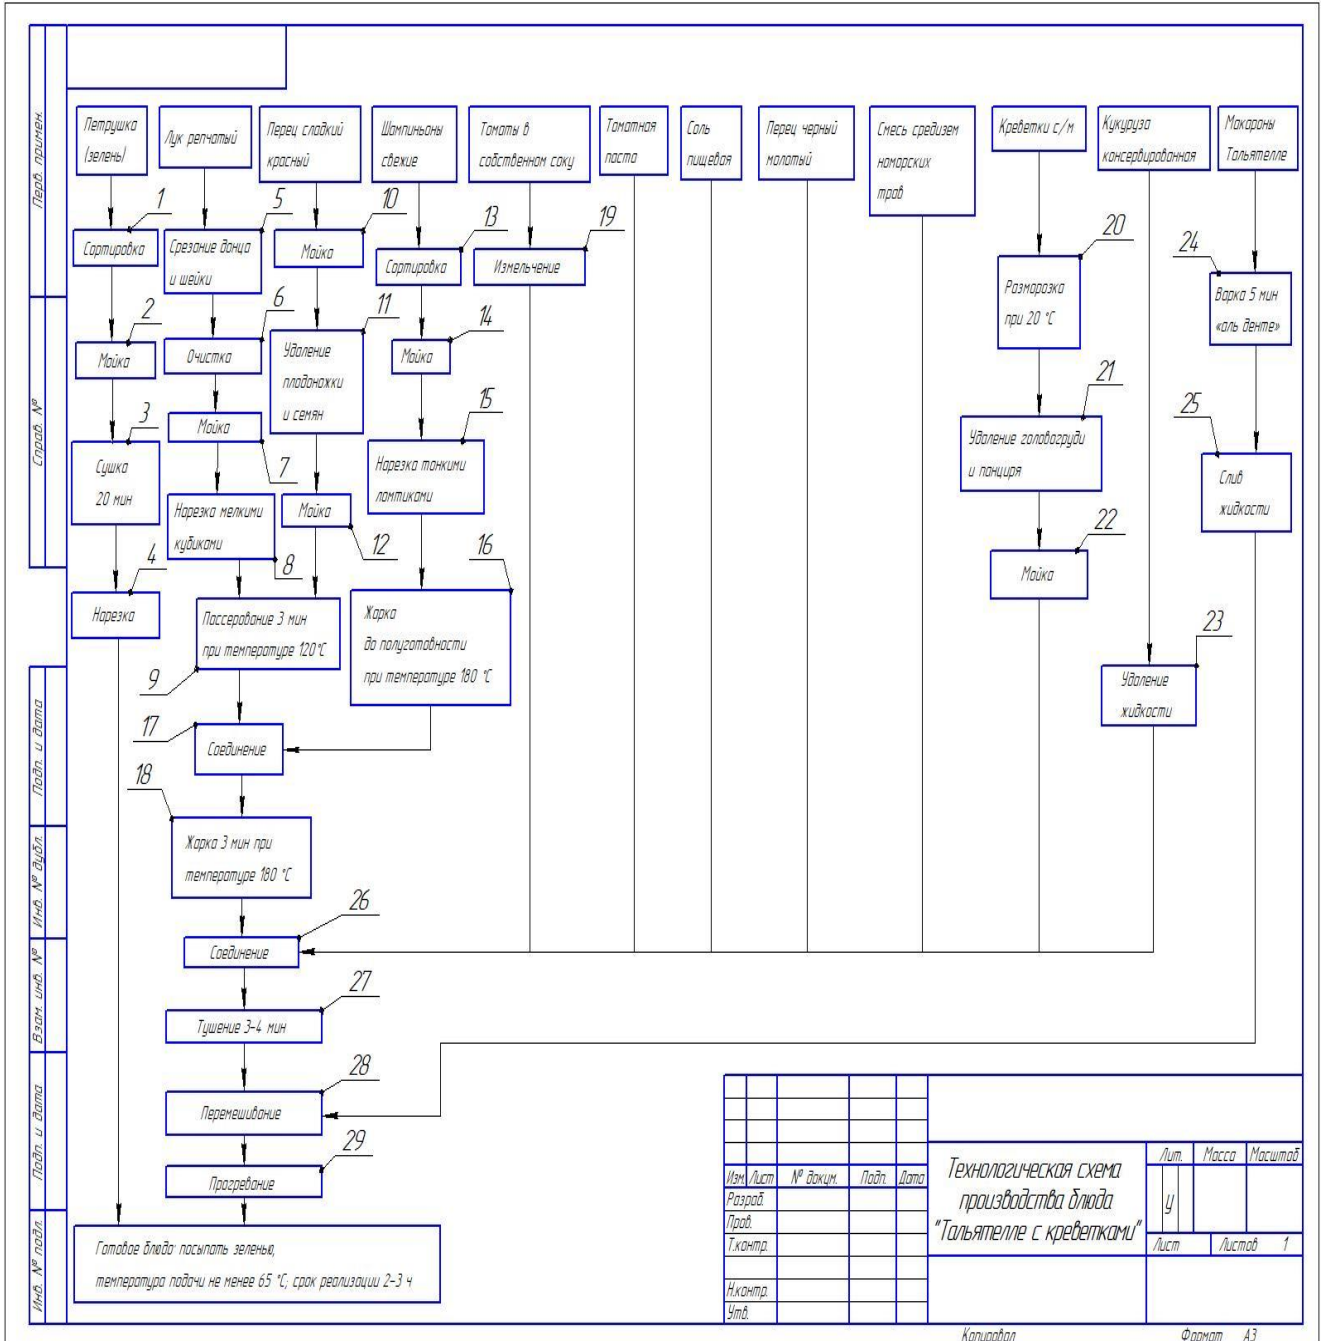 Перв. примен.
Справ. №
Подп. и дата
Инв. № дубл.
Взам. инв. №
Подп. и дата
Инв. № подл.
Петрушка
(зелень)
Лук репчатый
Перец сладкий
красный
Шампиньоны
свежие
Томаты в
собственном соку
Томатная
паста
Соль
пищевая
Перец черный
молотый
Смесь средизем
номорских
трав
Креветки с/м
Кукуруза
консервированная
Макароны
Тальятелле
1
Сортировка
2
Мойка
3
Сушка
20 мин
4
Нарезка
5
Срезание донца
и шейки
6
Очистка
Мойка
7
Нарезка мелкими
кубиками
8
10
Мойка
11
Удаление
плодоножки
и семян
Мойка
12
Пассерование 3 мин
при температуре 120°С
9
13
Сортировка
14
Мойка
15
Нарезка тонкими
ломтиками
16
Жарка
до полуготовности
при температуре 180 °С
17
Соединение
18
Жарка 3 мин при
температуре 180 °С
19
Измельчение
20
Разморозка
при 20 °С
21
Удаление головогруди
и панциря
22
Мойка
23
Удаление
жидкости
24
Варка 5 мин
«аль денте»
25
Слив
жидкости
26
Соединение
27
Тушение 3-4 мин
28
Перемешивание
29
Прогревание
Готовое блюдо: посыпать зеленью,
температура подачи не менее 65 °С; срок реализации 2-3 ч
Изм. Лист № докум. Подп. Дата
Разраб.
Пров.
Т.контр.
Н.контр.
Утв.
Технологическая схема
производства блюда
"Тальятелле с креветками"
Лит. Масса Масштаб
у
Лист Листов 1
Копировал Формат А3